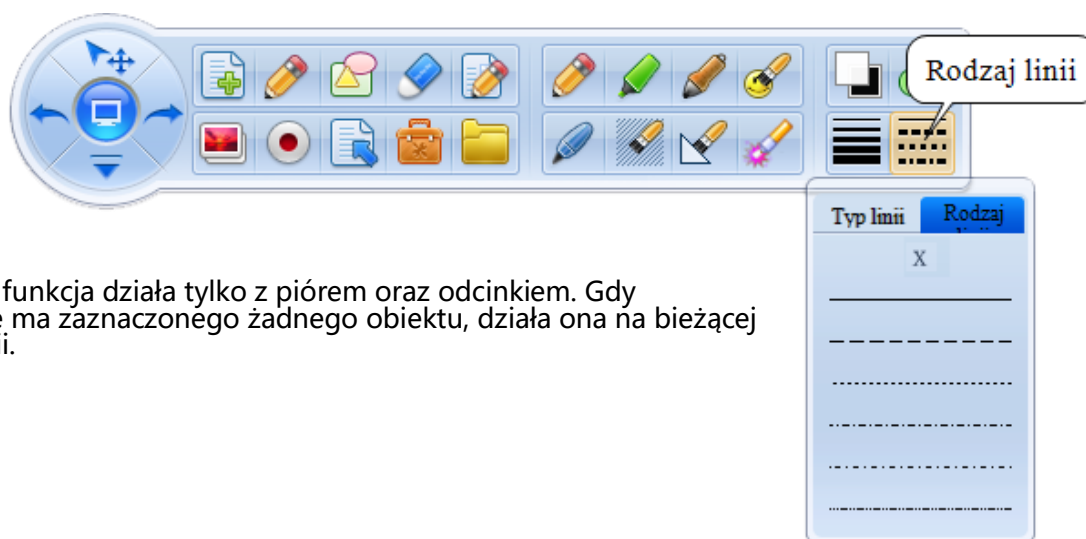 Rodzaj linii
Typ linii
Rodzaj
X
funkcja działa tylko z piórem oraz odcinkiem. Gdy
ma zaznaczonego żadnego obiektu, działa ona na bieżącej